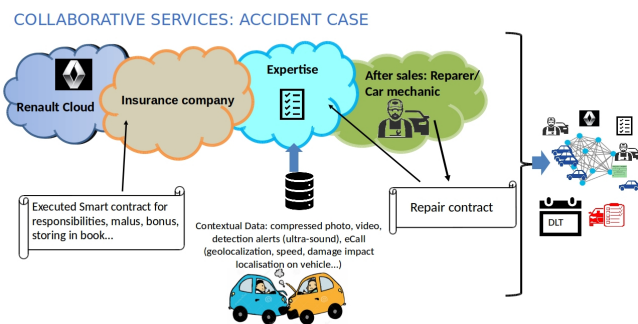 COLLABORATIVE SERVICES: ACCIDENT CASE
Renault Cloud
Insurance company
Expertise
After sales: Reparer/
Car mechanic
Executed Smart contract for
responsibilities, malus, bonus,
storing in book...
Contextual Data: compressed photo, video,
detection alerts (ultra-sound), eCall
(geolocalization, speed, damage impact
localisation on vehicle...)
Repair contract
DLT